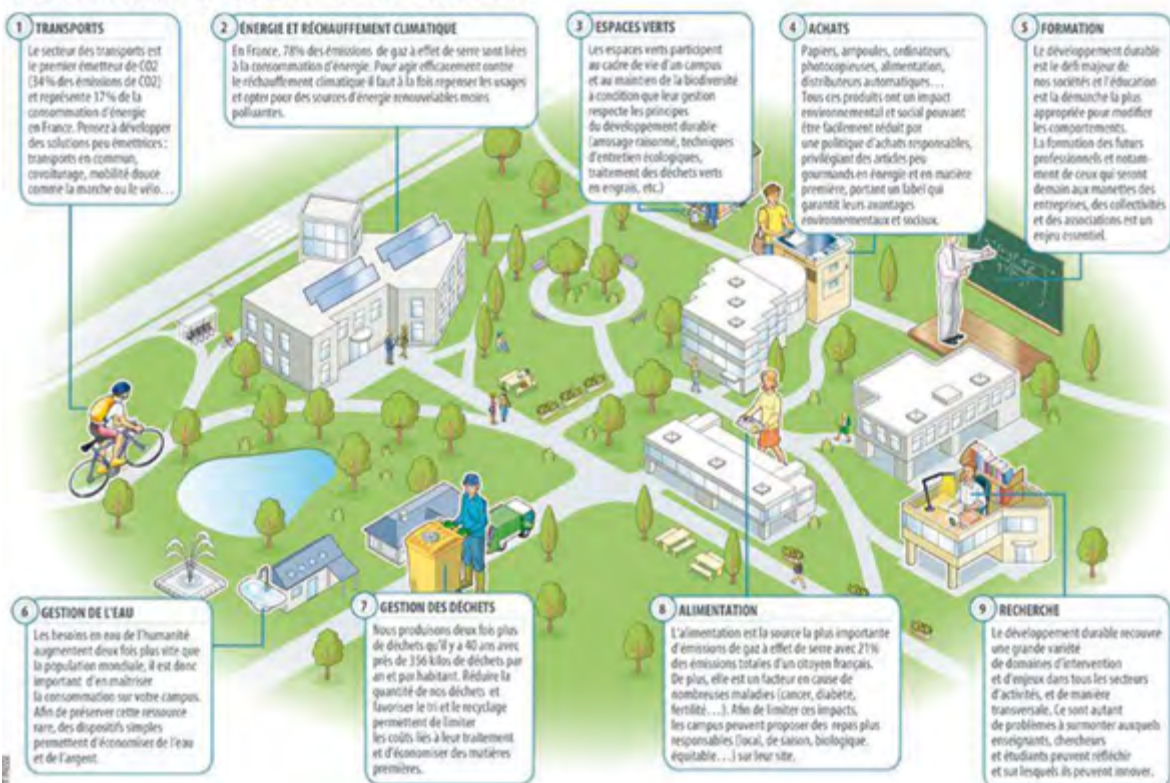 1 TRANSPORTS
Le secteur des transports est
le premier émetteur de CO2
(34% des émissions de CO2)
et représente 37% de la
consommation d'énergie
en France. Pensez à développer
des solutions peu émettrices :
transports en commun,
covoiturage, mobilité douce
comme la marche ou le vélo…
2 ÉNERGIE ET RÉCHAUFFEMENT CLIMATIQUE
En France, 78% des émissions de gaz à effet de serre sont liées
à la consommation d'énergie. Pour agir efficacement contre
le réchauffement climatique il faut à la fois repenser les usages
et opter pour des sources d'énergie renouvelables moins
polluantes.
3 ESPACES VERTS
Les espaces verts participent
au cadre de vie d'un campus
et au maintien de la biodiversité
à condition que leur gestion
respecte les principes
du développement durable
(arrosage raisonné, techniques
d'entretien écologiques,
traitement des déchets verts
en engrais, etc.)
4 ACHATS
Papiers, ampoules, ordinateurs,
photocopieuses, alimentation,
distributeurs automatiques…
Tous ces produits ont un impact
environnemental et social pouvant
être facilement réduit par
une politique d'achats responsables,
privilégiant des articles peu
gourmands en énergie et en matière
première, portant un label qui
garantit leurs avantages
environnementaux et sociaux.
5 FORMATION
Le développement durable
est le défi majeur de
nos sociétés et l'éducation
est la démarche la plus
appropriée pour modifier
les comportements.
La formation des futurs
professionnels et notam-
ment de ceux qui seront
demain aux manettes des
entreprises, des collectivités
et des associations est un
enjeu essentiel.
6 GESTION DE L'EAU
Les besoins en eau de l'humanité
augmentent deux fois plus vite que
la population mondiale, il est donc
important d'en maîtriser
la consommation sur votre campus.
Afin de préserver cette ressource
rare, des dispositifs simples
permettent d'économiser de l'eau
et de l'argent.
7 GESTION DES DÉCHETS
Nous produisons deux fois plus
de déchets qu'il y a 40 ans avec
près de 356 kilos de déchets par
an et par habitant. Réduire la
quantité de nos déchets et
favoriser le tri et le recyclage
permettent de limiter
les coûts liés à leur traitement
et d'économiser des matières
premières.
8 ALIMENTATION
L'alimentation est la source la plus importante
d'émissions de gaz à effet de serre avec 21%
des émissions totales d'un citoyen français.
De plus, elle est un facteur en cause de
nombreuses maladies (cancer, diabète,
fertilité…). Afin de limiter ces impacts,
les campus peuvent proposer des repas plus
responsables (local, de saison, biologique,
équitable…) sur leur site.
9 RECHERCHE
Le développement durable recouvre
une grande variété
de domaines d'intervention
et d'enjeux dans tous les secteurs
d'activités, et de manière
transversale. Ce sont autant
de problèmes à surmonter auxquels
enseignants, chercheurs
et étudiants peuvent réfléchir
et sur lesquels ils peuvent innover.